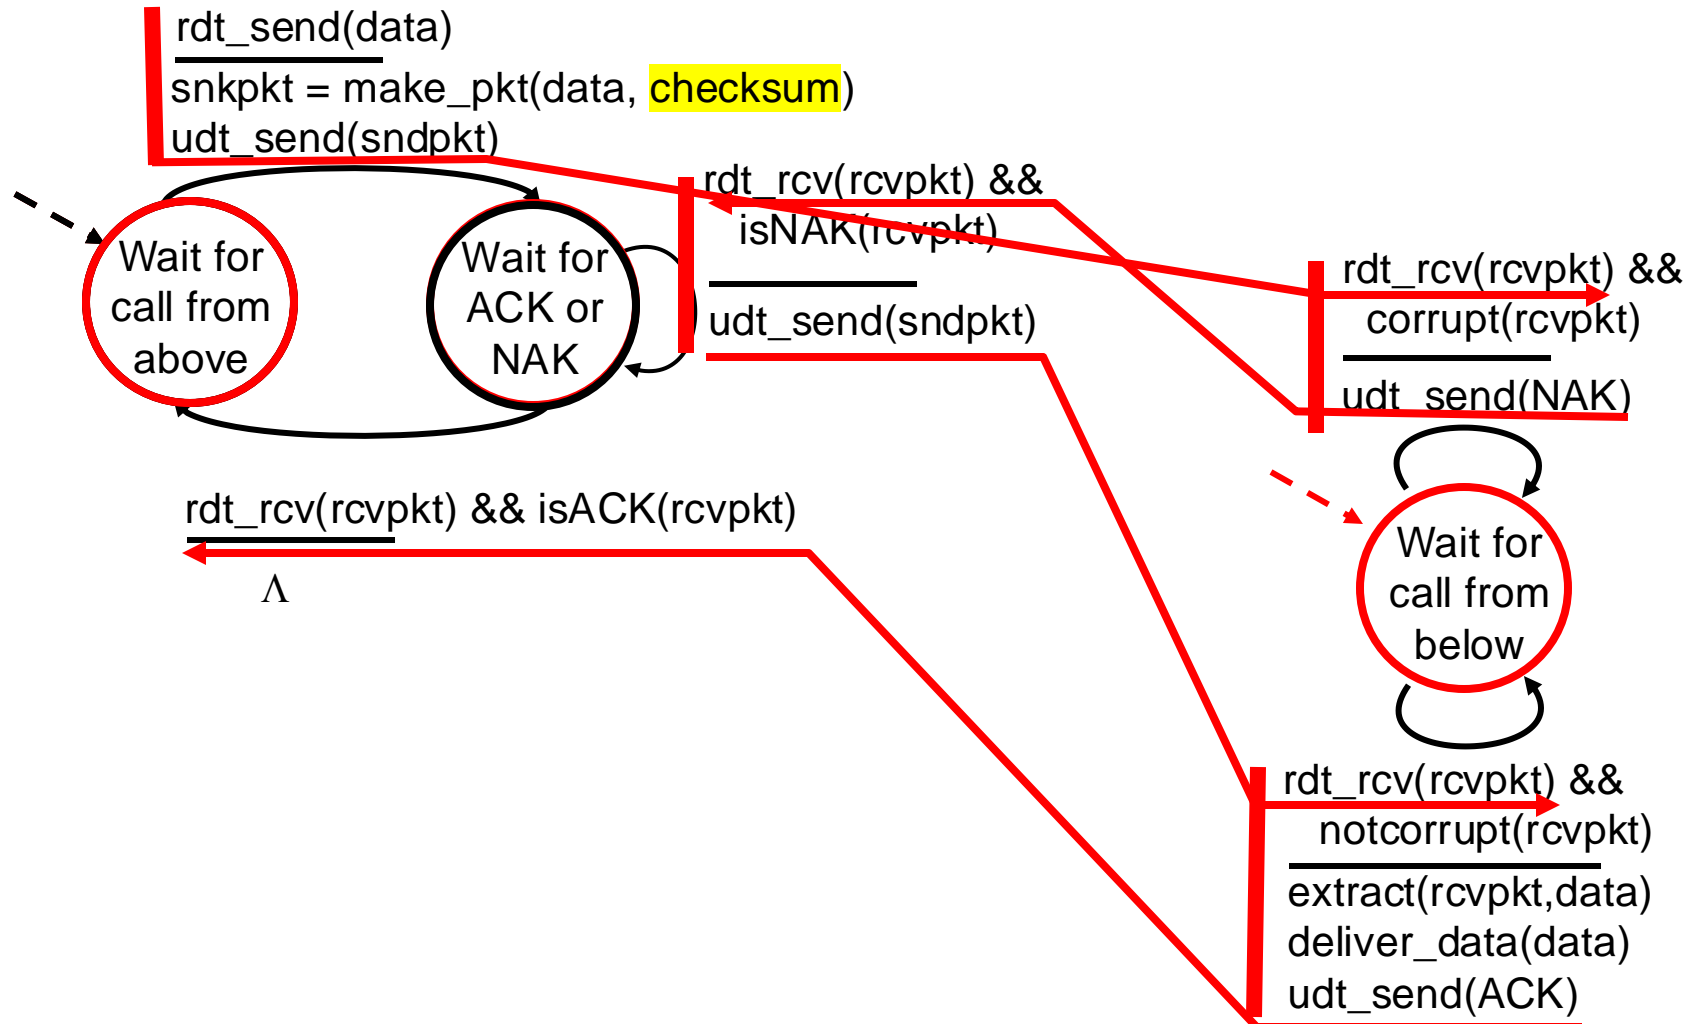 rdt_send(data)
snkpkt = make_pkt(data, checksum)
udt_send(sndpkt)
rdt_rcv(rcvpkt) &&
isNAK(rcvpkt)
udt_send(sndpkt)
Wait for
call from
above
Wait for
ACK or
NAK
rdt_rcv(rcvpkt) && isACK(rcvpkt)
Λ
rdt_rcv(rcvpkt) &&
corrupt(rcvpkt)
udt_send(NAK)
Wait for
call from
below
rdt_rcv(rcvpkt) &&
notcorrupt(rcvpkt)
extract(rcvpkt,data)
deliver_data(data)
udt_send(ACK)